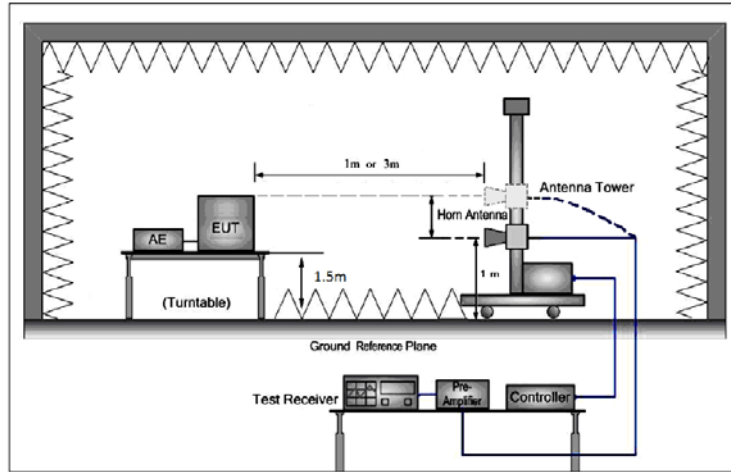 1m or 3m
Antenna Tower
Horn Antenna
EUT
AE
1.5m
1 m
(Turntable)
Ground Reference Plane
Test Receiver
Pre-
Amplifier
Controller